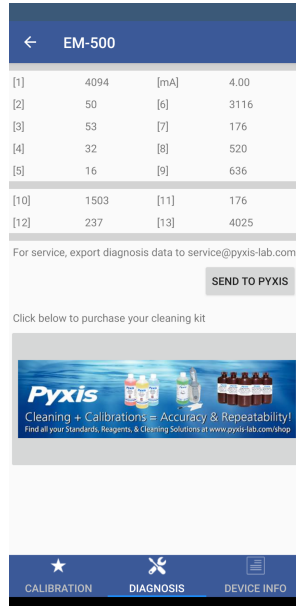 EM-500
[1] 4094 [mA] 4.00
[2] 50 [6] 3116
[3] 53 [7] 176
[4] 32 [8] 520
[5] 16 [9] 636
[10] 1503 [11] 176
[12] 237 [13] 4025
For service, export diagnosis data to service@pyxis-lab.com
SEND TO PYXIS
Click below to purchase your cleaning kit
Pyxis
Cleaning + Calibrations = Accuracy & Repeatability!
Find all your Standards, Reagents, & Cleaning Solutions at www.pyxis-lab.com/shop
CALIBRATION DIAGNOSIS DEVICE INFO